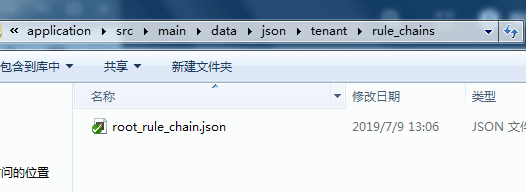 « application ▸ src ▸ main ▸ data ▸ json ▸ tenant ▸ rule_chains
包含到库中 共享 新建文件夹
名称 修改日期 类型
root_rule_chain.json 2019/7/9 13:06 JSON 文
问的位置